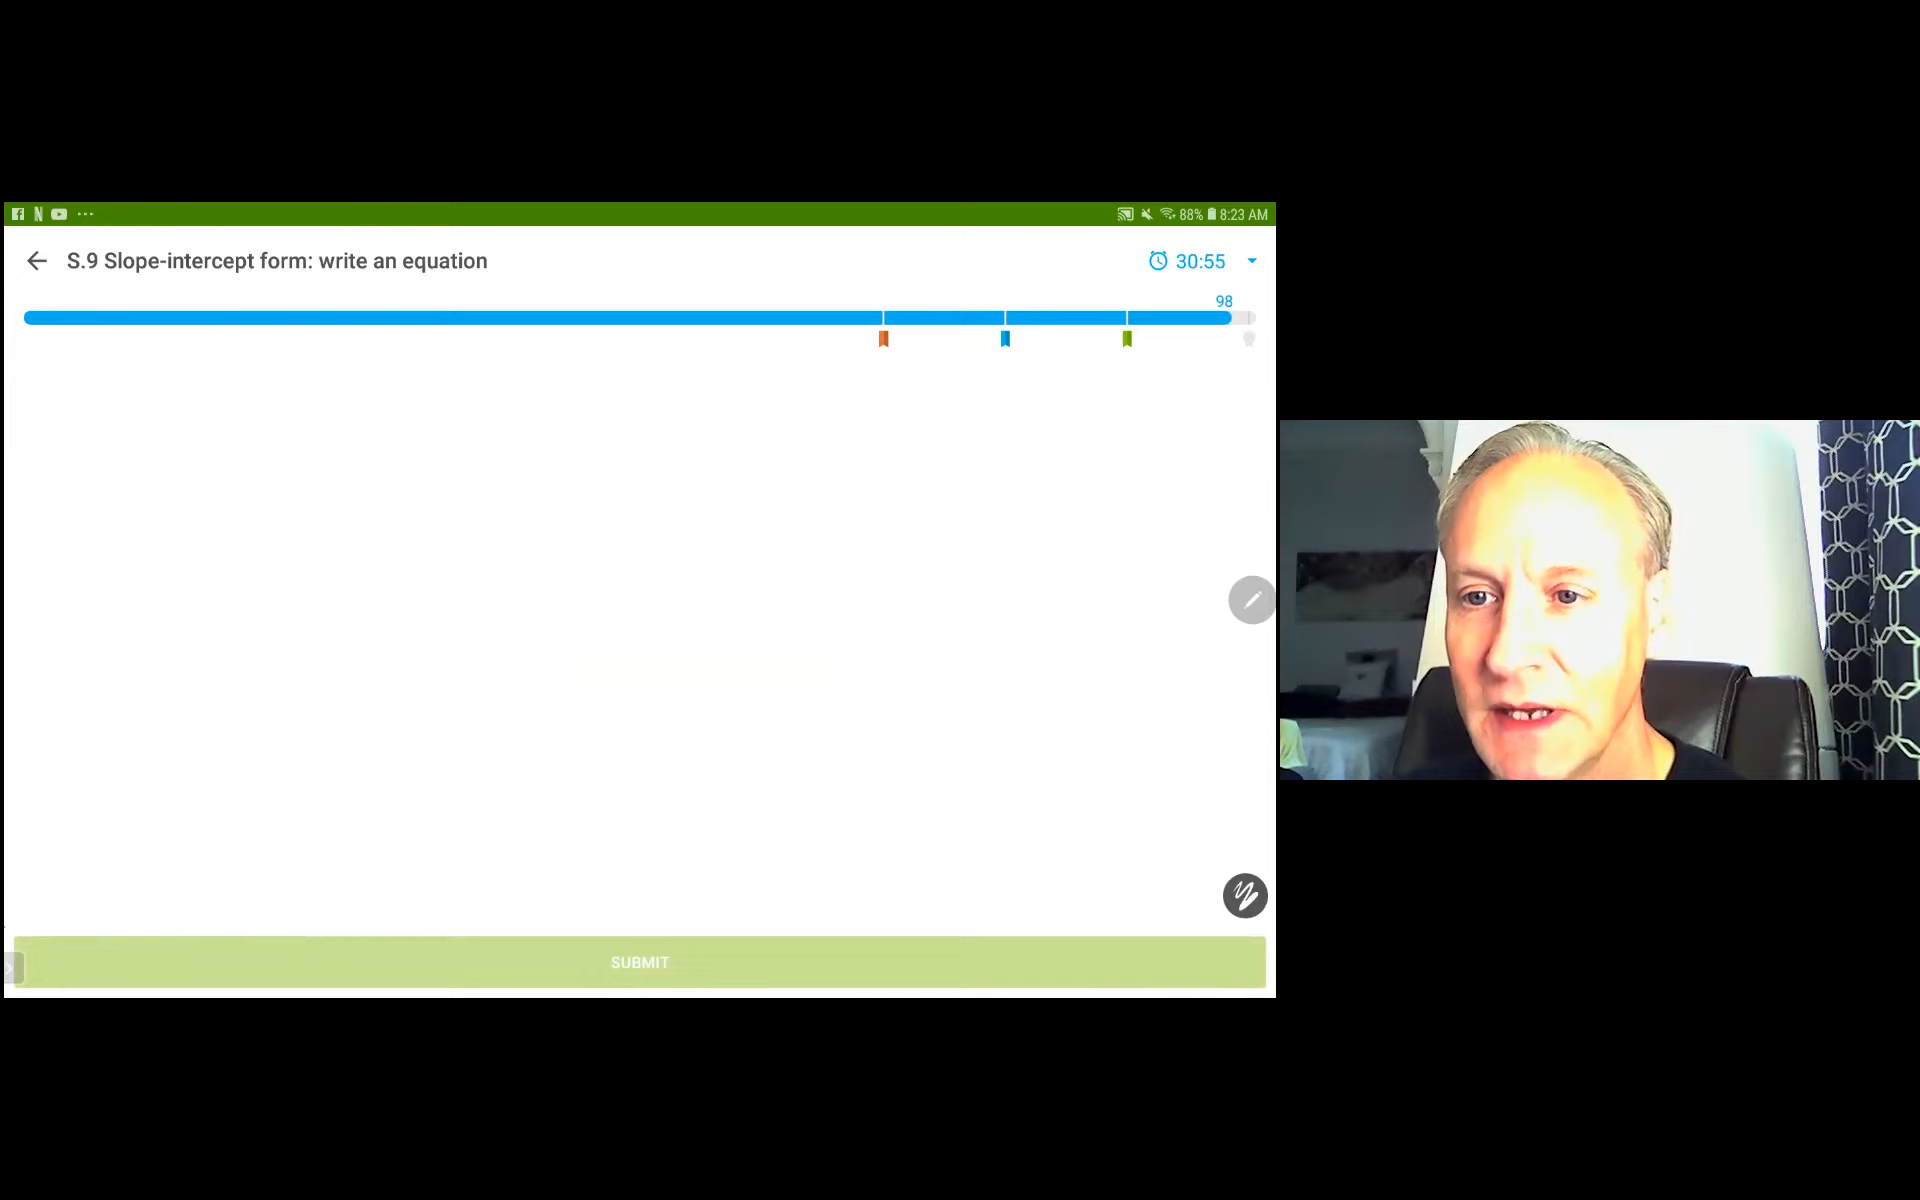 88% 8:23 AM
S.9 Slope-intercept form: write an equation
30:55
98
SUBMIT